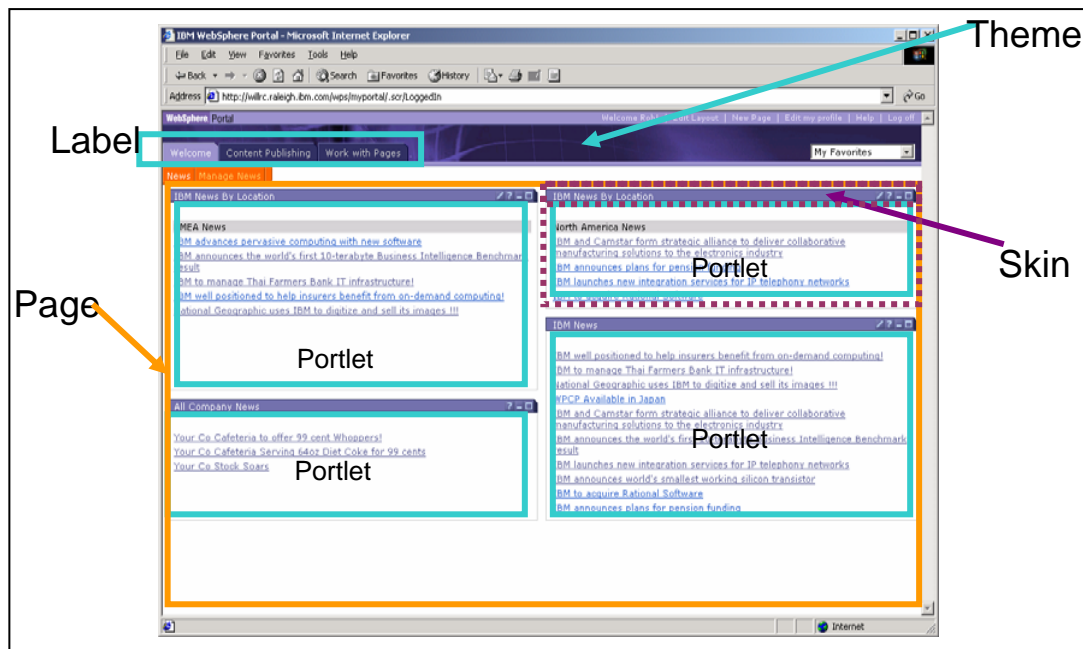 IBM WebSphere Portal - Microsoft Internet Explorer
Theme
File Edit View Favorites Tools Help
Back Search Favorites History
Address http://willrc.raleigh.ibm.com/wps/myportal/.scr/LoggedIn Go
WebSphere Portal
Welcome Edit Layout | New Page | Edit my profile | Help | Log off
Label
Welcome Content Publishing Work with Pages
My Favorites
News Manage News
IBM News By Location
EMEA News
IBM advances pervasive computing with new software
IBM announces the world's first 10-terabyte Business Intelligence Benchmark
result
IBM to manage Thai Farmers Bank IT infrastructure!
IBM well positioned to help insurers benefit from on-demand computing!
National Geographic uses IBM to digitize and sell its images !!!
Portlet
Page
All Company News
Your Co Cafeteria to offer 99 cent Whoppers!
Your Co Cafeteria Serving 64oz Diet Coke for 99 cents
Your Co Stock Soars
Portlet
IBM News By Location
North America News
IBM and Camstar form strategic alliance to deliver collaborative
manufacturing solutions to the electronics industry
IBM announces plans for pension
Portlet
IBM launches new integration services for IP telephony networks
Skin
IBM News
IBM well positioned to help insurers benefit from on-demand computing!
IBM to manage Thai Farmers Bank IT infrastructure!
National Geographic uses IBM to digitize and sell its images !!!
WPCP Available in Japan
IBM and Camstar form strategic alliance to deliver collaborative
manufacturing solutions to the electronics industry
IBM announces the world's first Business Intelligence Benchmark
result
Portlet
IBM launches new integration services for IP telephony networks
IBM announces world's smallest working silicon transistor
IBM to acquire Rational Software
IBM announces plans for pension funding
Internet